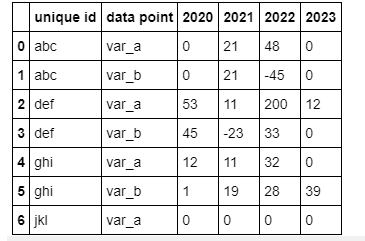 unique id data point 2020 2021 2022 2023
0 abc var_a 0 21 48 0
1 abc var_b 0 21 -45 0
2 def var_a 53 11 200 12
3 def var_b 45 -23 33 0
4 ghi var_a 12 11 32 0
5 ghi var_b 1 19 28 39
6 jkl var_a 0 0 0 0